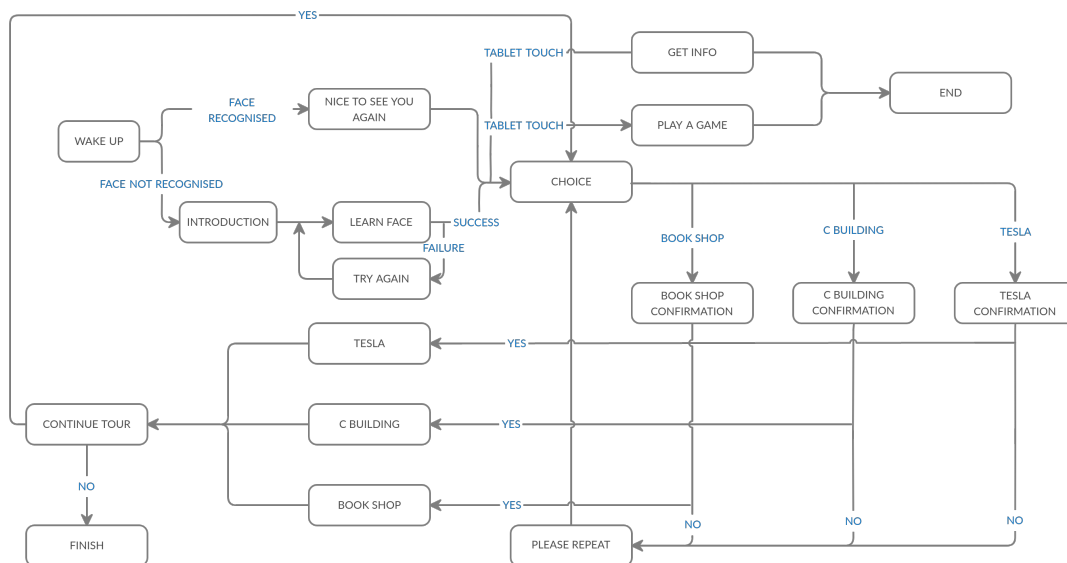 YES
TABLET TOUCH
GET INFO
END
FACE
RECOGNISED
NICE TO SEE YOU
AGAIN
TABLET TOUCH
PLAY A GAME
WAKE UP
FACE NOT RECOGNISED
CHOICE
INTRODUCTION
LEARN FACE
SUCCESS
FAILURE
TRY AGAIN
BOOK SHOP
C BUILDING
TESLA
BOOK SHOP
CONFIRMATION
C BUILDING
CONFIRMATION
TESLA
CONFIRMATION
TESLA
YES
CONTINUE TOUR
C BUILDING
YES
NO
BOOK SHOP
YES
NO
NO
NO
FINISH
PLEASE REPEAT